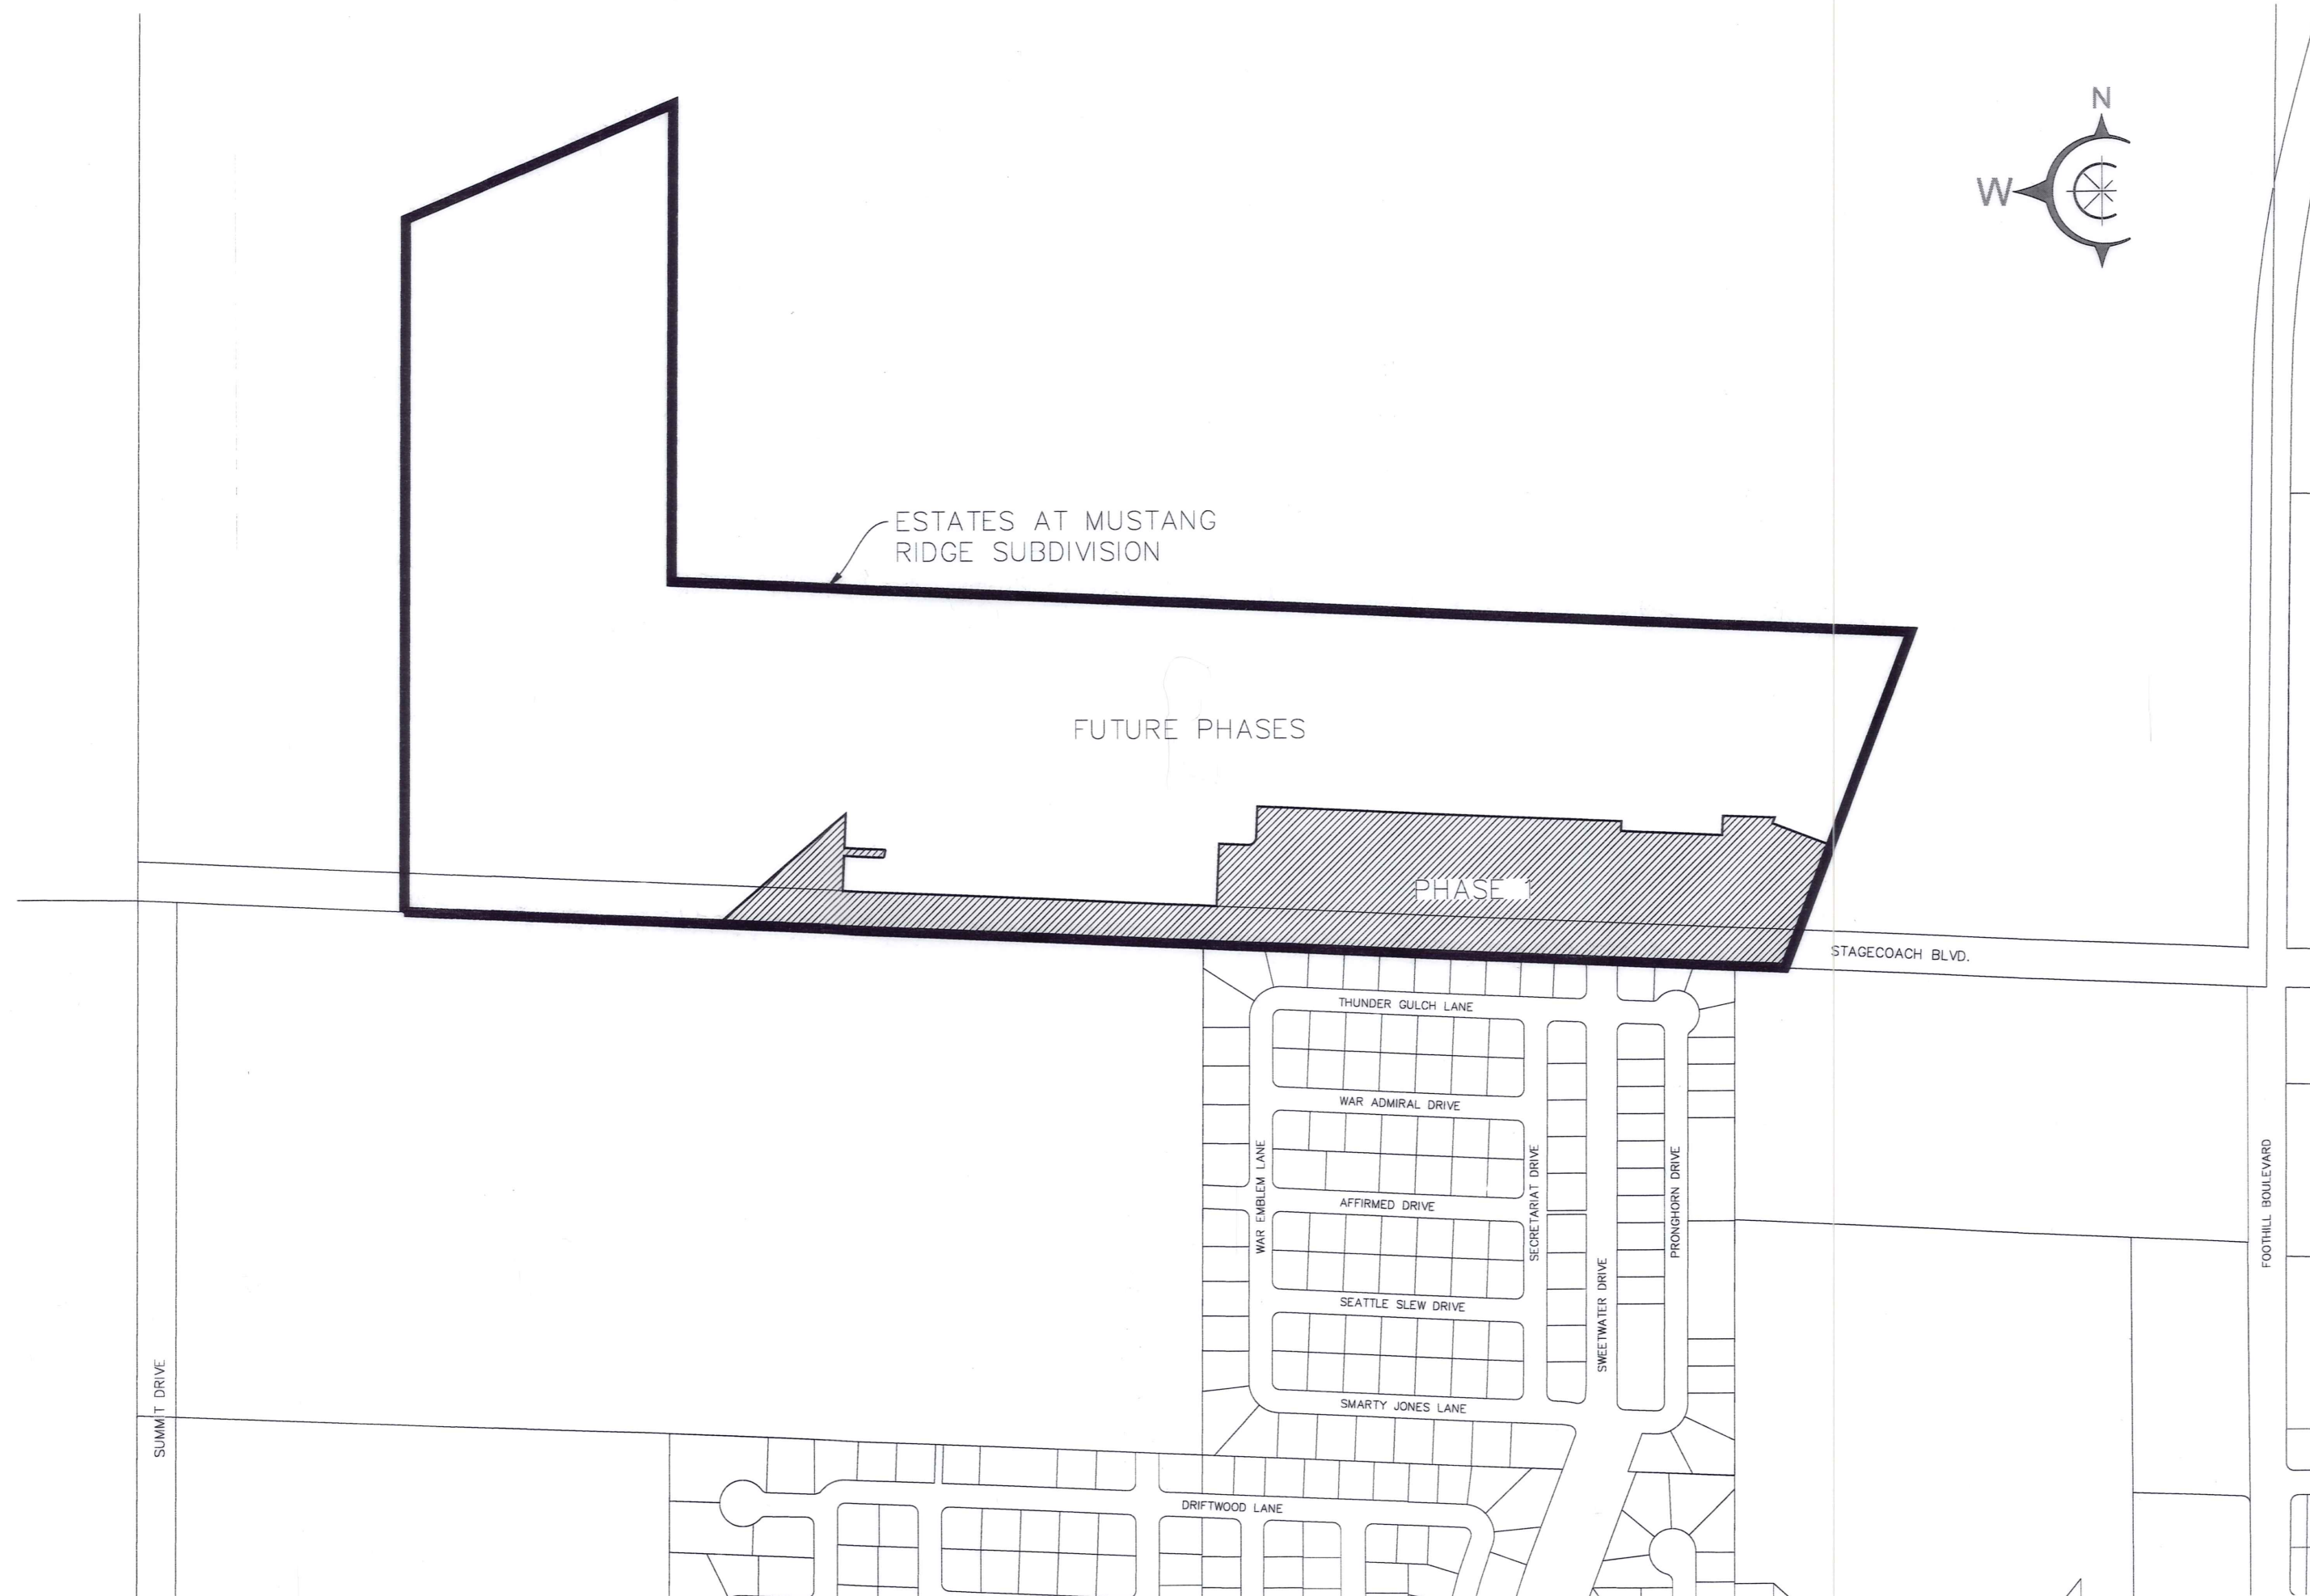 N
W
ESTATES AT MUSTANG
RIDGE SUBDIVISION
FUTURE PHASES
PHASE 1
STAGECOACH BLVD.
THUNDER GULCH LANE
WAR ADMIRAL DRIVE
WAR EMBLEM LANE
SECRETARIAT DRIVE
PRONGHORN DRIVE
FOOTHILL BOULEVARD
AFFIRMED DRIVE
SWEETWATER DRIVE
SEATTLE SLEW DRIVE
SUMMIT DRIVE
SMARTY JONES LANE
DRIFTWOOD LANE